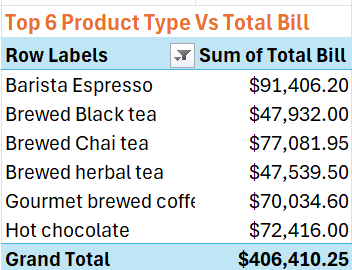 Top 6 Product Type Vs Total Bill
Row Labels Sum of Total Bill
Barista Espresso $91,406.20
Brewed Black tea $47,932.00
Brewed Chai tea $77,081.95
Brewed herbal tea $47,539.50
Gourmet brewed coffe $70,034.60
Hot chocolate $72,416.00
Grand Total $406,410.25